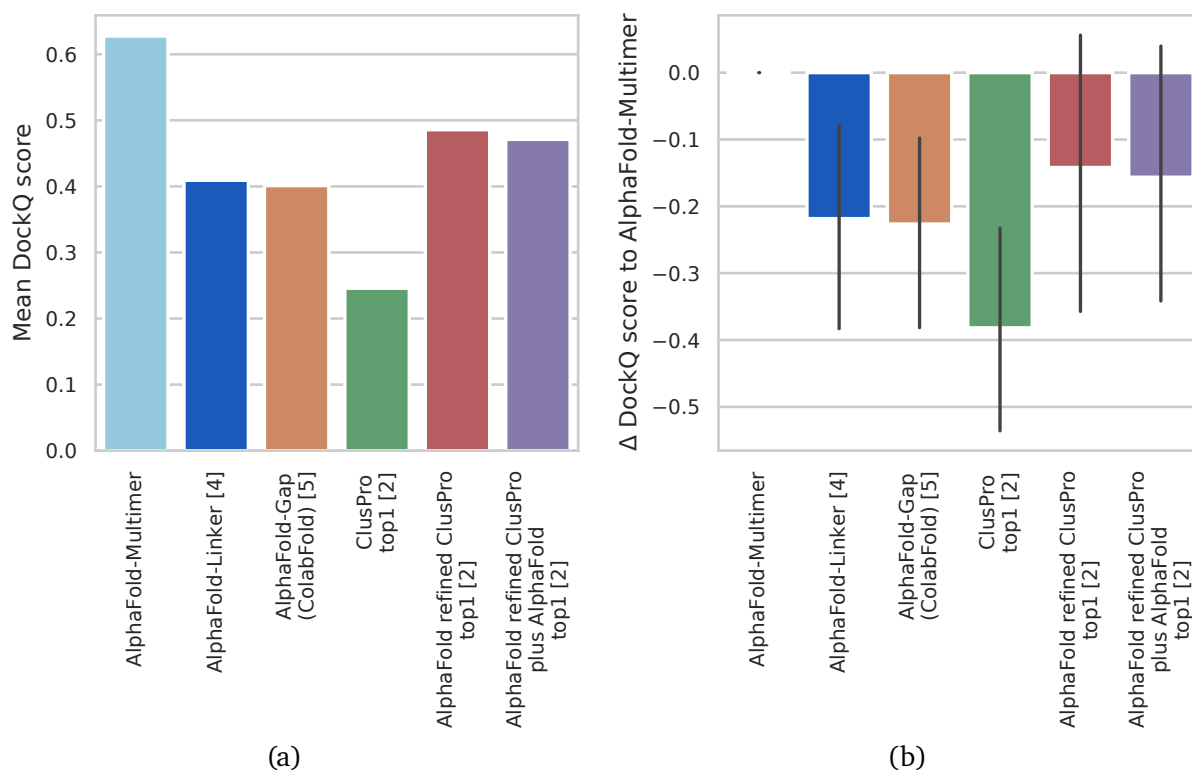 Mean DockQ score
0.6
0.5
0.4
0.3
0.2
0.1
0.0
AlphaFold-Multimer
AlphaFold-Linker [4]
AlphaFold-Gap
(ColabFold) [5]
ClusPro
top1 [2]
AlphaFold refined ClusPro
top1 [2]
AlphaFold refined ClusPro
plus AlphaFold
top1 [2]
(a)
Δ DockQ score to AlphaFold-Multimer
0.0
−0.1
−0.2
−0.3
−0.4
−0.5
AlphaFold-Multimer
AlphaFold-Linker [4]
AlphaFold-Gap
(ColabFold) [5]
ClusPro
top1 [2]
AlphaFold refined ClusPro
top1 [2]
AlphaFold refined ClusPro
plus AlphaFold
top1 [2]
(b)